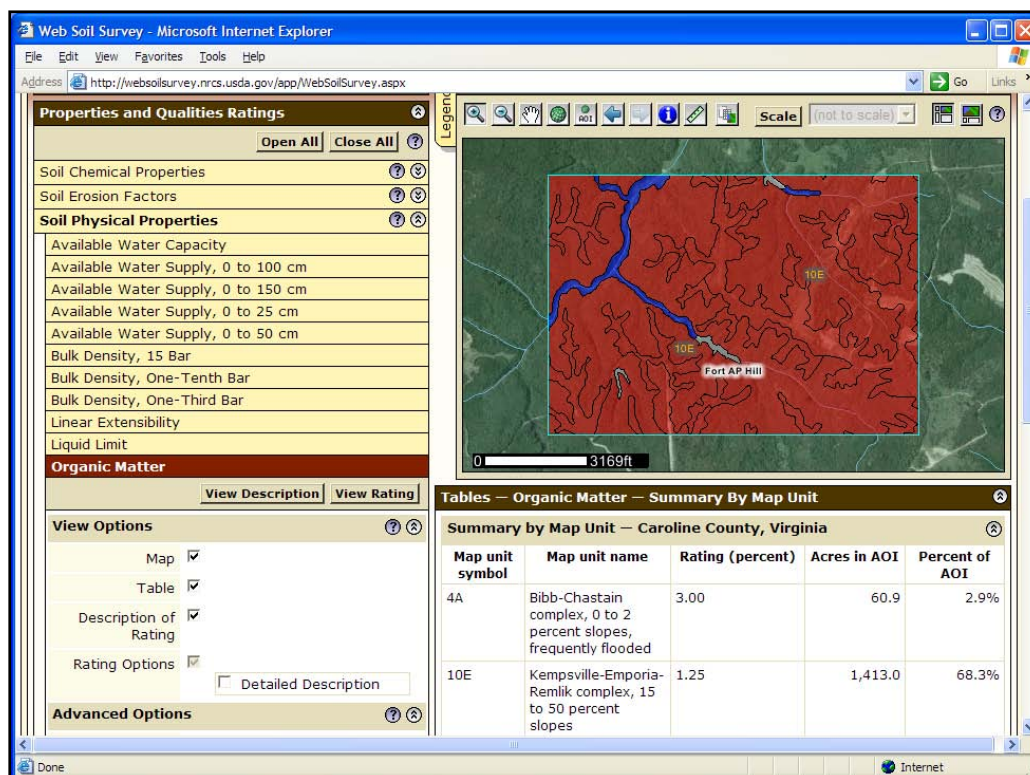 Web Soil Survey - Microsoft Internet Explorer
File Edit View Favorites Tools Help
Address http://websoilsurvey.nrcs.usda.gov/app/WebSoilSurvey.aspx Go Links
Properties and Qualities Ratings
Open All Close All ?
Soil Chemical Properties ?
Soil Erosion Factors ?
Soil Physical Properties ?
Available Water Capacity
Available Water Supply, 0 to 100 cm
Available Water Supply, 0 to 150 cm
Available Water Supply, 0 to 25 cm
Available Water Supply, 0 to 50 cm
Bulk Density, 15 Bar
Bulk Density, One-Tenth Bar
Bulk Density, One-Third Bar
Linear Extensibility
Liquid Limit
Organic Matter
View Description View Rating
View Options ?
Map
Table
Description of
Rating
Rating Options
Detailed Description
Advanced Options ?
Legend
AOI i Scale (not to scale) ?
10E
10E
Fort AP Hill
0 3169ft
Tables — Organic Matter — Summary By Map Unit
Summary by Map Unit — Caroline County, Virginia
Map unit Map unit name Rating (percent) Acres in AOI Percent of
symbol AOI
4A Bibb-Chastain 3.00 60.9 2.9%
complex, 0 to 2
percent slopes,
frequently flooded
10E Kempsville-Emporia- 1.25 1,413.0 68.3%
Remlik complex, 15
to 50 percent
slopes
Done Internet